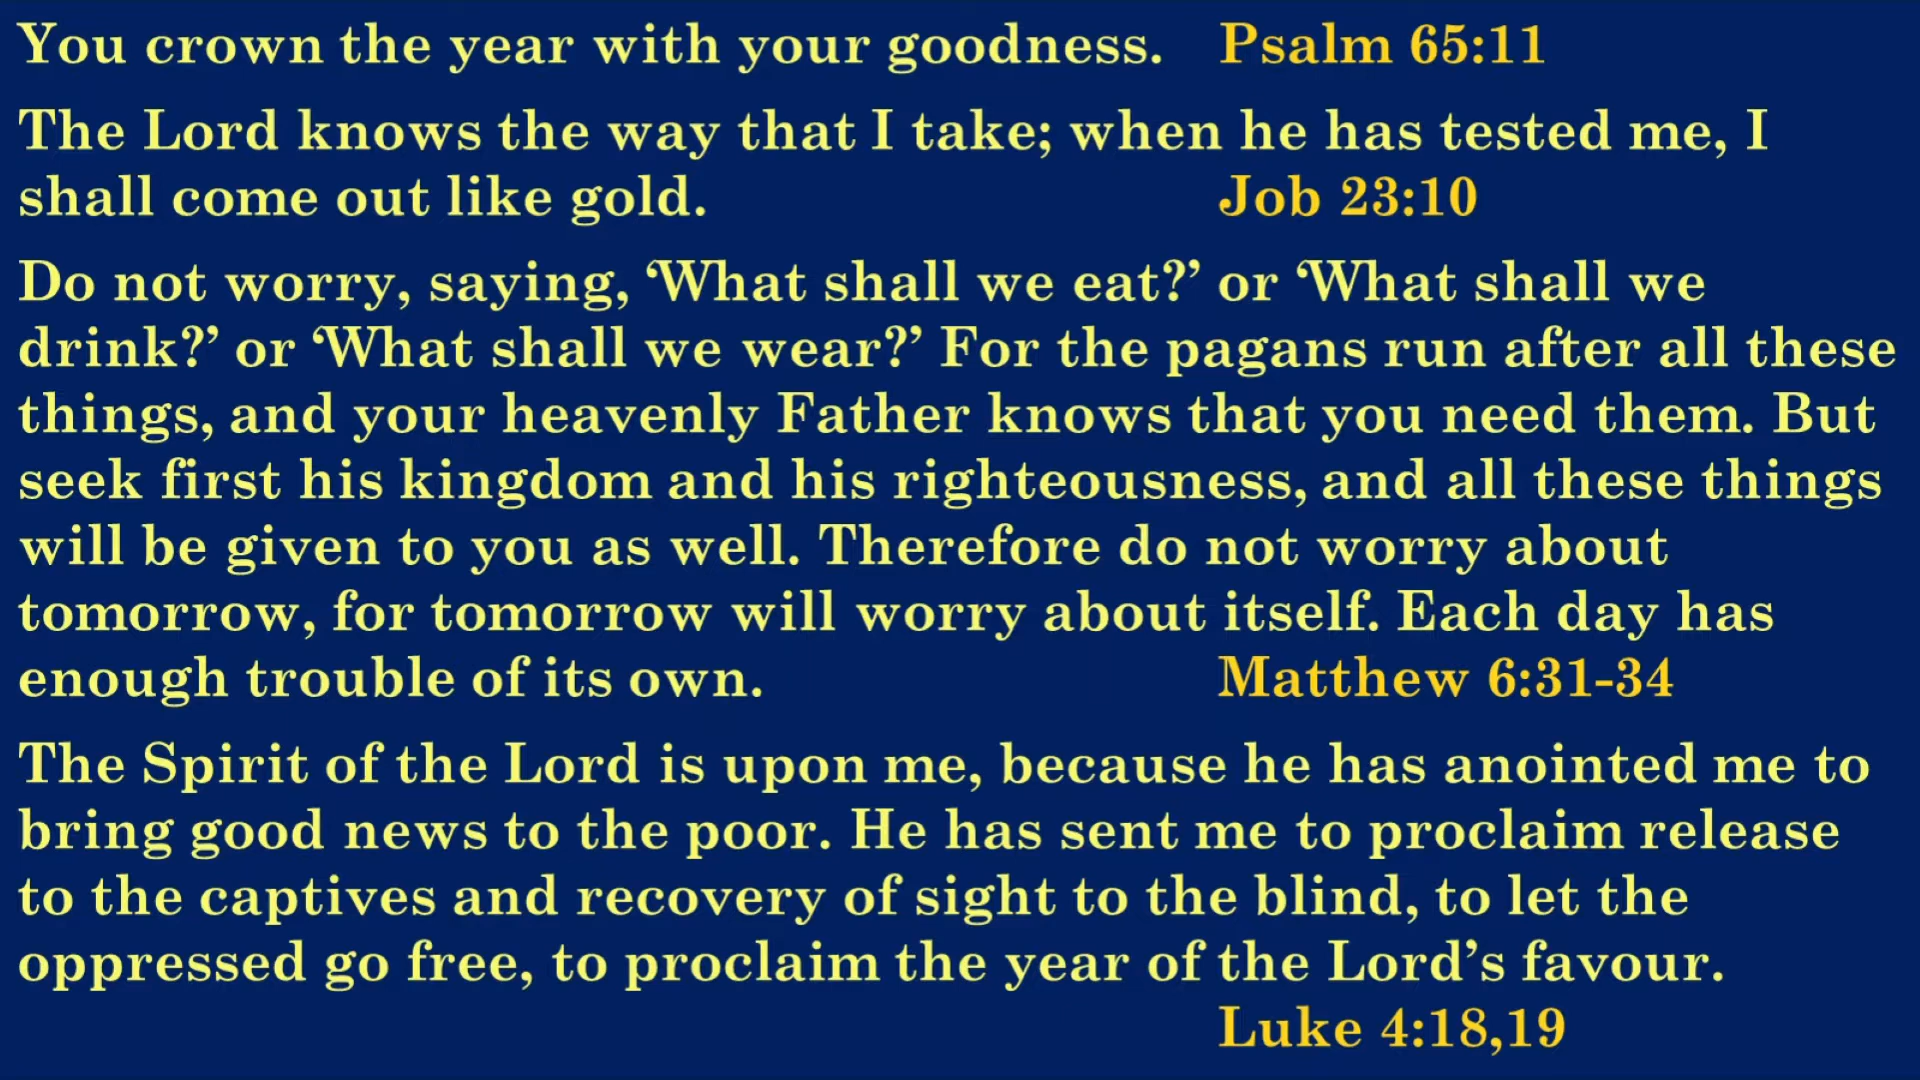 You crown the year with your goodness. Psalm 65:11
The Lord knows the way that I take; when he has tested me, I
shall come out like gold. Job 23:10
Do not worry, saying, ‘What shall we eat?’ or ‘What shall we
drink?’ or ‘What shall we wear?’ For the pagans run after all these
things, and your heavenly Father knows that you need them. But
seek first his kingdom and his righteousness, and all these things
will be given to you as well. Therefore do not worry about
tomorrow, for tomorrow will worry about itself. Each day has
enough trouble of its own. Matthew 6:31-34
The Spirit of the Lord is upon me, because he has anointed me to
bring good news to the poor. He has sent me to proclaim release
to the captives and recovery of sight to the blind, to let the
oppressed go free, to proclaim the year of the Lord’s favour.
Luke 4:18,19